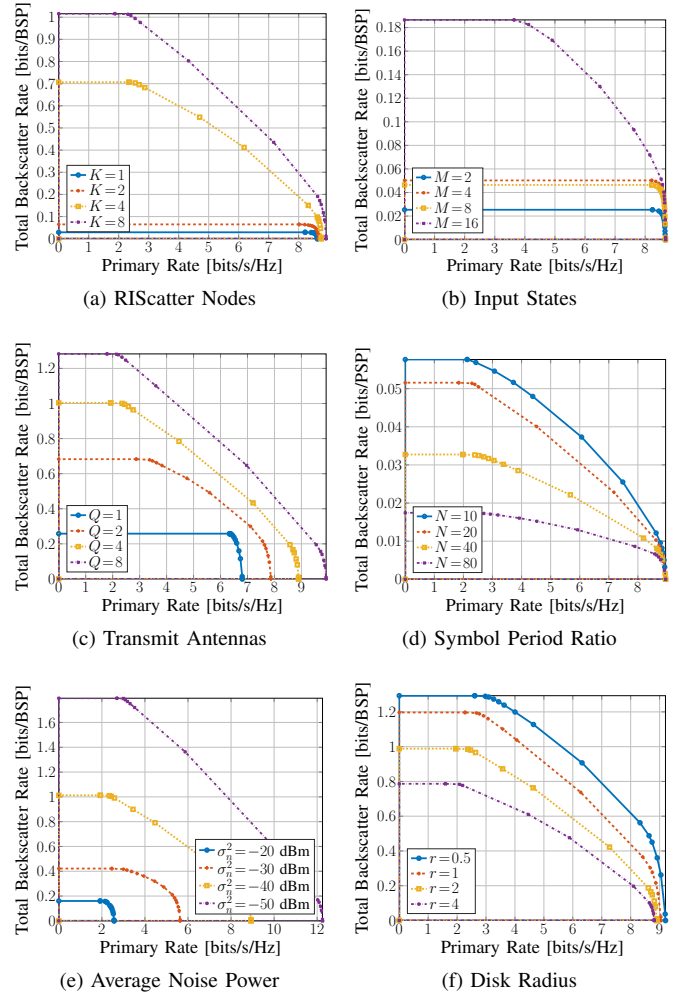 Total Backscatter Rate [bits/BSP]
1
0.9
0.8
0.7
0.6
0.5
0.4
0.3
0.2
0.1
0
K=1
K=2
K=4
K=8
0 1 2 3 4 5 6 7 8
Primary Rate [bits/s/Hz]
(a) RIScatter Nodes
Total Backscatter Rate [bits/BSP]
0.18
0.16
0.14
0.12
0.1
0.08
0.06
0.04
0.02
0
M=2
M=4
M=8
M=16
0 1 2 3 4 5 6 7 8
Primary Rate [bits/s/Hz]
(b) Input States
Total Backscatter Rate [bits/BSP]
1.2
1
0.8
0.6
0.4
0.2
0
Q=1
Q=2
Q=4
Q=8
0 1 2 3 4 5 6 7 8 9
Primary Rate [bits/s/Hz]
(c) Transmit Antennas
Total Backscatter Rate [bits/PSP]
0.05
0.04
0.03
0.02
0.01
0
N=10
N=20
N=40
N=80
0 1 2 3 4 5 6 7 8
Primary Rate [bits/s/Hz]
(d) Symbol Period Ratio
Total Backscatter Rate [bits/BSP]
1.6
1.4
1.2
1
0.8
0.6
0.4
0.2
0
σₙ²=−20 dBm
σₙ²=−30 dBm
σₙ²=−40 dBm
σₙ²=−50 dBm
0 2 4 6 8 10 12
Primary Rate [bits/s/Hz]
(e) Average Noise Power
Total Backscatter Rate [bits/BSP]
1.2
1
0.8
0.6
0.4
0.2
0
r=0.5
r=1
r=2
r=4
0 1 2 3 4 5 6 7 8 9
Primary Rate [bits/s/Hz]
(f) Disk Radius